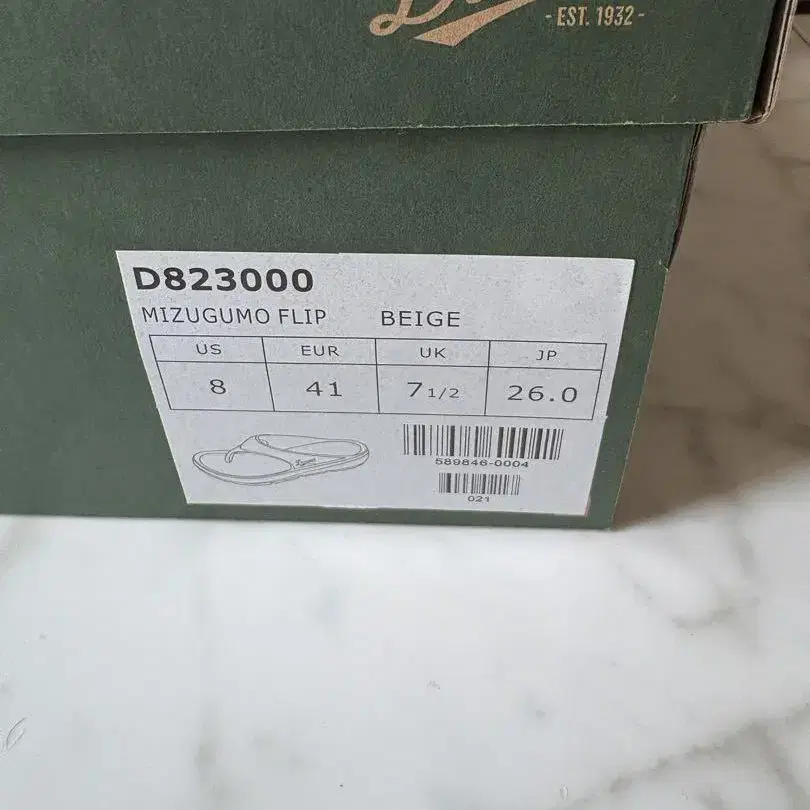 - EST. 1932 -
D823000
MIZUGUMO FLIP BEIGE
US EUR UK JP
8 41 7 1/2 26.0
589846-0004
021